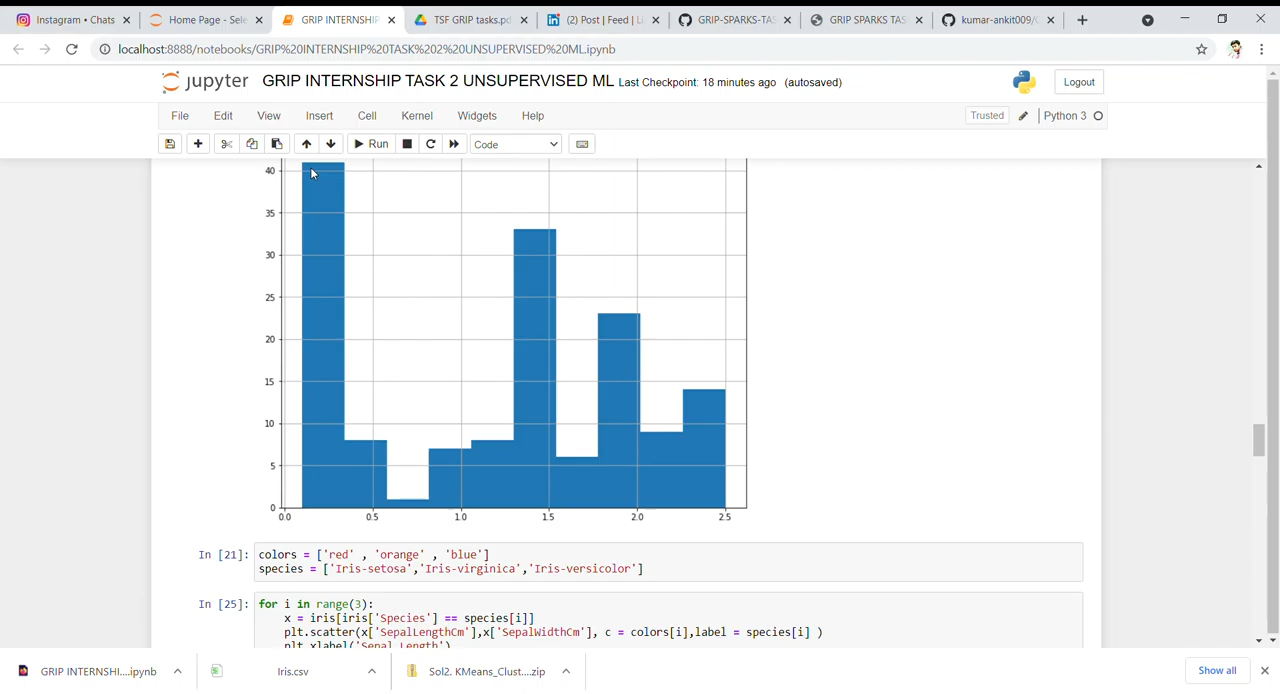 Instagram • Chats
Home Page - Sele
GRIP INTERNSHIP
TSF GRIP tasks.pd
(2) Post | Feed | Li
GRIP-SPARKS-TAS
GRIP SPARKS TAS
kumar-ankit009/G
localhost:8888/notebooks/GRIP%20INTERNSHIP%20TASK%202%20UNSUPERVISED%20ML.ipynb
jupyter GRIP INTERNSHIP TASK 2 UNSUPERVISED ML Last Checkpoint: 18 minutes ago (autosaved)
Logout
File Edit View Insert Cell Kernel Widgets Help
Trusted
Python 3
Run
Code
40
35
30
25
20
15
10
5
0
0.0 0.5 1.0 1.5 2.0 2.5
In [21]: colors = ['red' , 'orange' , 'blue']
species = ['Iris-setosa','Iris-virginica','Iris-versicolor']
In [25]: for i in range(3):
x = iris[iris['Species'] == species[i]]
plt.scatter(x['SepalLengthCm'],x['SepalWidthCm'], c = colors[i],label = species[i] )
plt.xlabel('Sepal Length')
GRIP INTERNSHI....ipynb
Iris.csv
Sol2. KMeans_Clust....zip
Show all